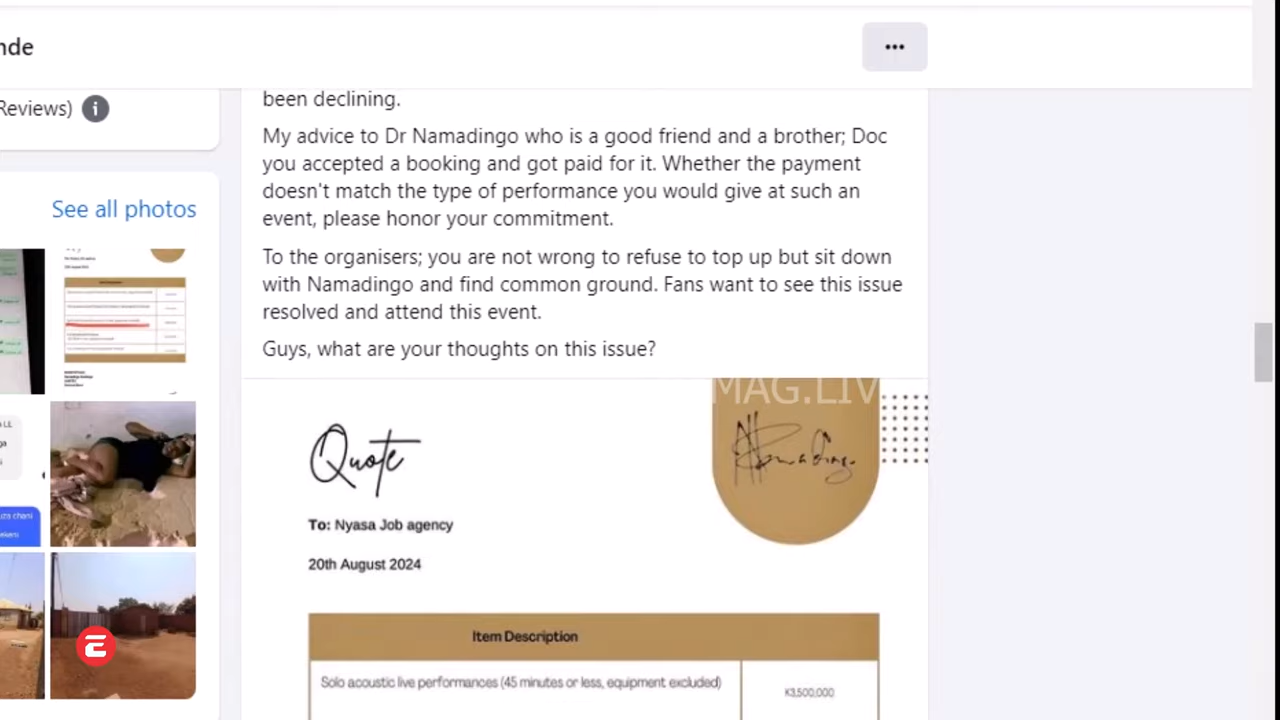 nde
Reviews)
been declining.
My advice to Dr Namadingo who is a good friend and a brother; Doc
you accepted a booking and got paid for it. Whether the payment
doesn't match the type of performance you would give at such an
event, please honor your commitment.
To the organisers; you are not wrong to refuse to top up but sit down
with Namadingo and find common ground. Fans want to see this issue
resolved and attend this event.
Guys, what are your thoughts on this issue?
See all photos
MAG.LIV
Quote
Namadingo
To: Nyasa Job agency
20th August 2024
Item Description
Solo acoustic live performances (45 minutes or less, equipment excluded)
K3,500,000